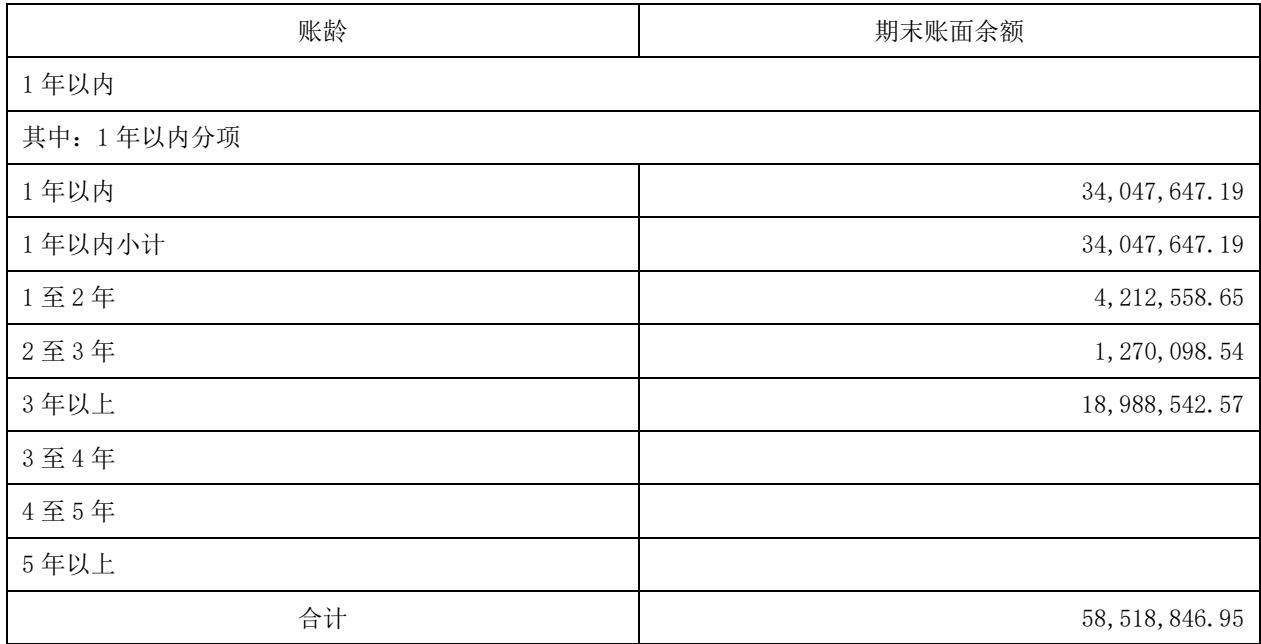 账龄 期末账面余额
1年以内
其中：1年以内分项
1年以内 34,047,647.19
1年以内小计 34,047,647.19
1至2年 4,212,558.65
2至3年 1,270,098.54
3年以上 18,988,542.57
3至4年
4至5年
5年以上
合计 58,518,846.95